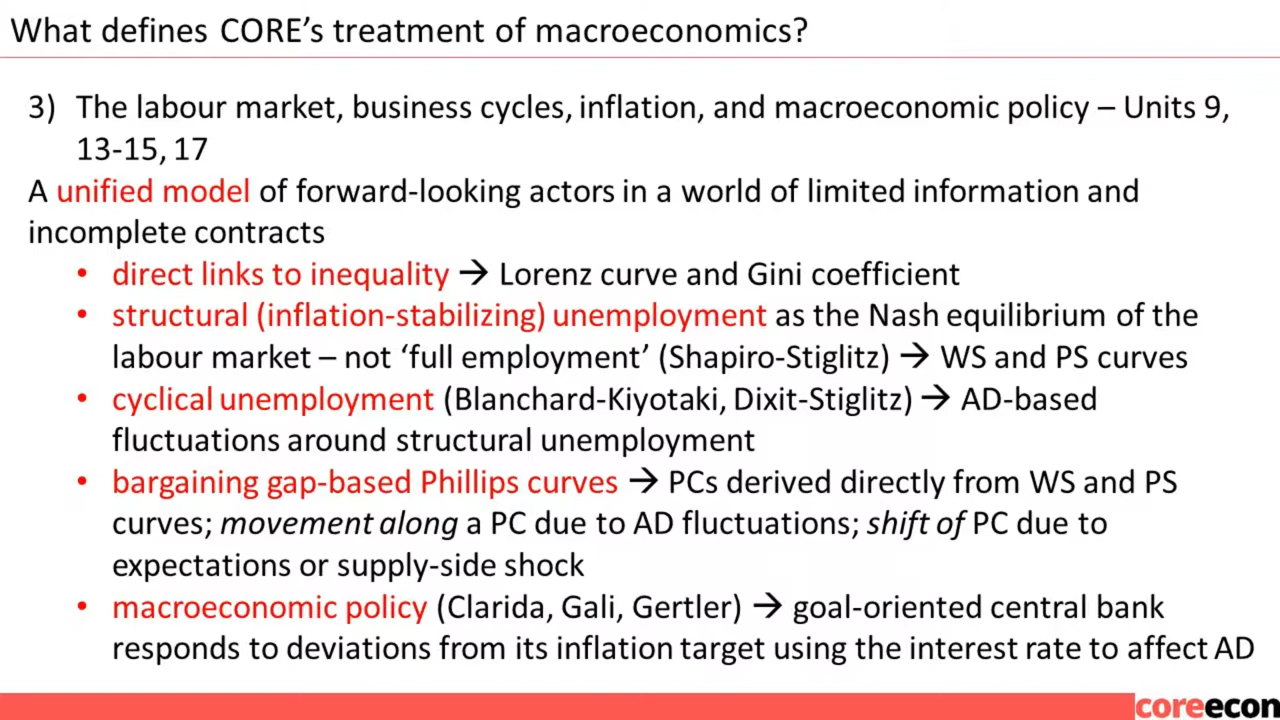 What defines CORE’s treatment of macroeconomics?
3) The labour market, business cycles, inflation, and macroeconomic policy – Units 9,
13-15, 17
A unified model of forward-looking actors in a world of limited information and
incomplete contracts
• direct links to inequality → Lorenz curve and Gini coefficient
• structural (inflation-stabilizing) unemployment as the Nash equilibrium of the
labour market – not ‘full employment’ (Shapiro-Stiglitz) → WS and PS curves
• cyclical unemployment (Blanchard-Kiyotaki, Dixit-Stiglitz) → AD-based
fluctuations around structural unemployment
• bargaining gap-based Phillips curves → PCs derived directly from WS and PS
curves; movement along a PC due to AD fluctuations; shift of PC due to
expectations or supply-side shock
• macroeconomic policy (Clarida, Gali, Gertler) → goal-oriented central bank
responds to deviations from its inflation target using the interest rate to affect AD
coreecon